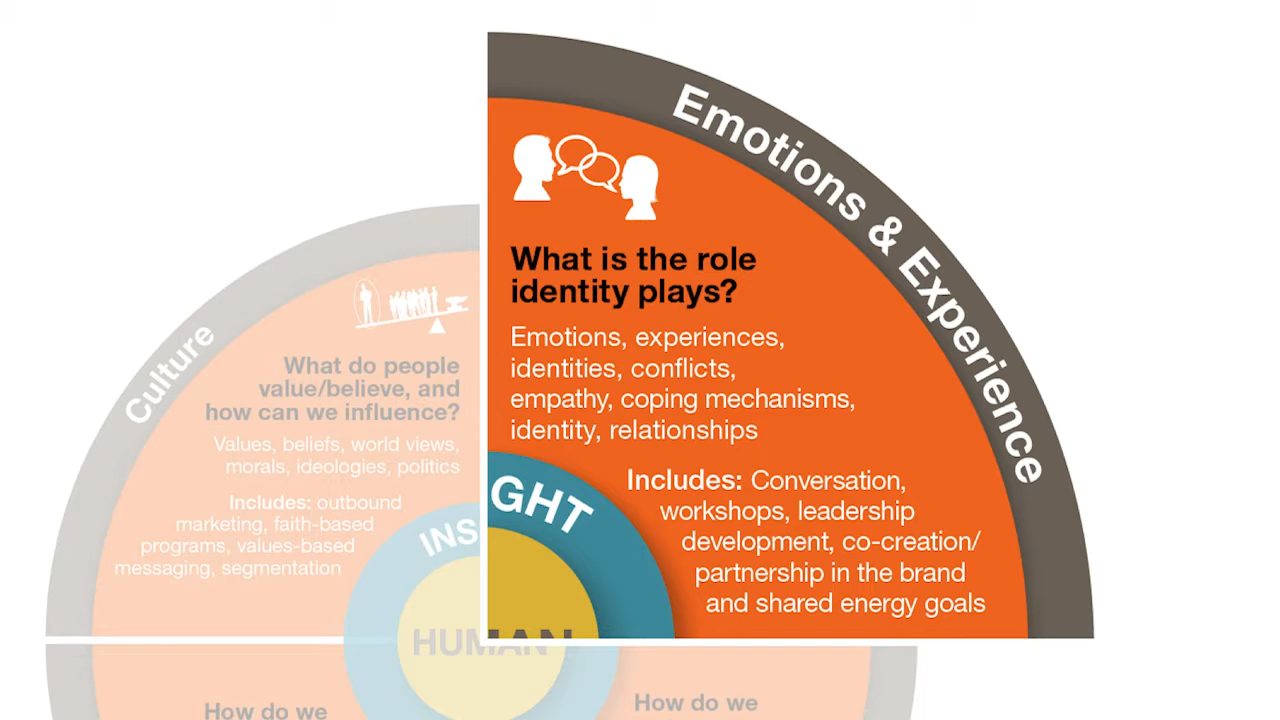 Emotions & Experience
What is the role
identity plays?
Emotions, experiences,
identities, conflicts,
empathy, coping mechanisms,
identity, relationships
Includes: Conversation,
workshops, leadership
development, co-creation/
partnership in the brand
and shared energy goals
Culture
What do people
value/believe, and
how can we influence?
Values, beliefs, world views,
morals, ideologies, politics
Includes: outbound
marketing, faith-based
programs, values-based
messaging, segmentation
INS GHT
HUMAN
How do we
How do we